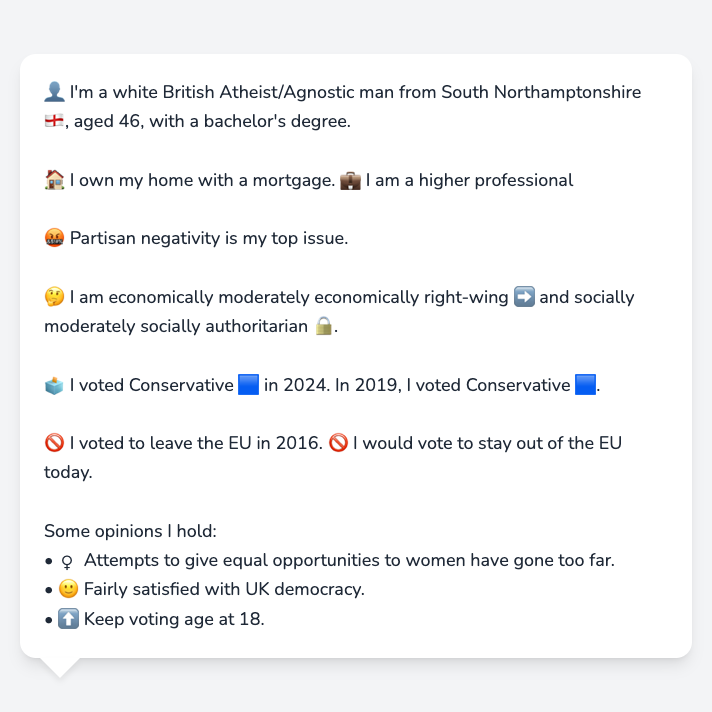 👤 I'm a white British Atheist/Agnostic man from South Northamptonshire
🏴󠁧󠁢󠁥󠁮󠁧󠁿, aged 46, with a bachelor's degree.
🏠 I own my home with a mortgage. 💼 I am a higher professional
🤬 Partisan negativity is my top issue.
🤔 I am economically moderately economically right-wing ➡️ and socially
moderately socially authoritarian 🔒.
🗳️ I voted Conservative 🟦 in 2024. In 2019, I voted Conservative 🟦.
🚫 I voted to leave the EU in 2016. 🚫 I would vote to stay out of the EU
today.
Some opinions I hold:
• ♀ Attempts to give equal opportunities to women have gone too far.
• 🙂 Fairly satisfied with UK democracy.
• ⬆️ Keep voting age at 18.